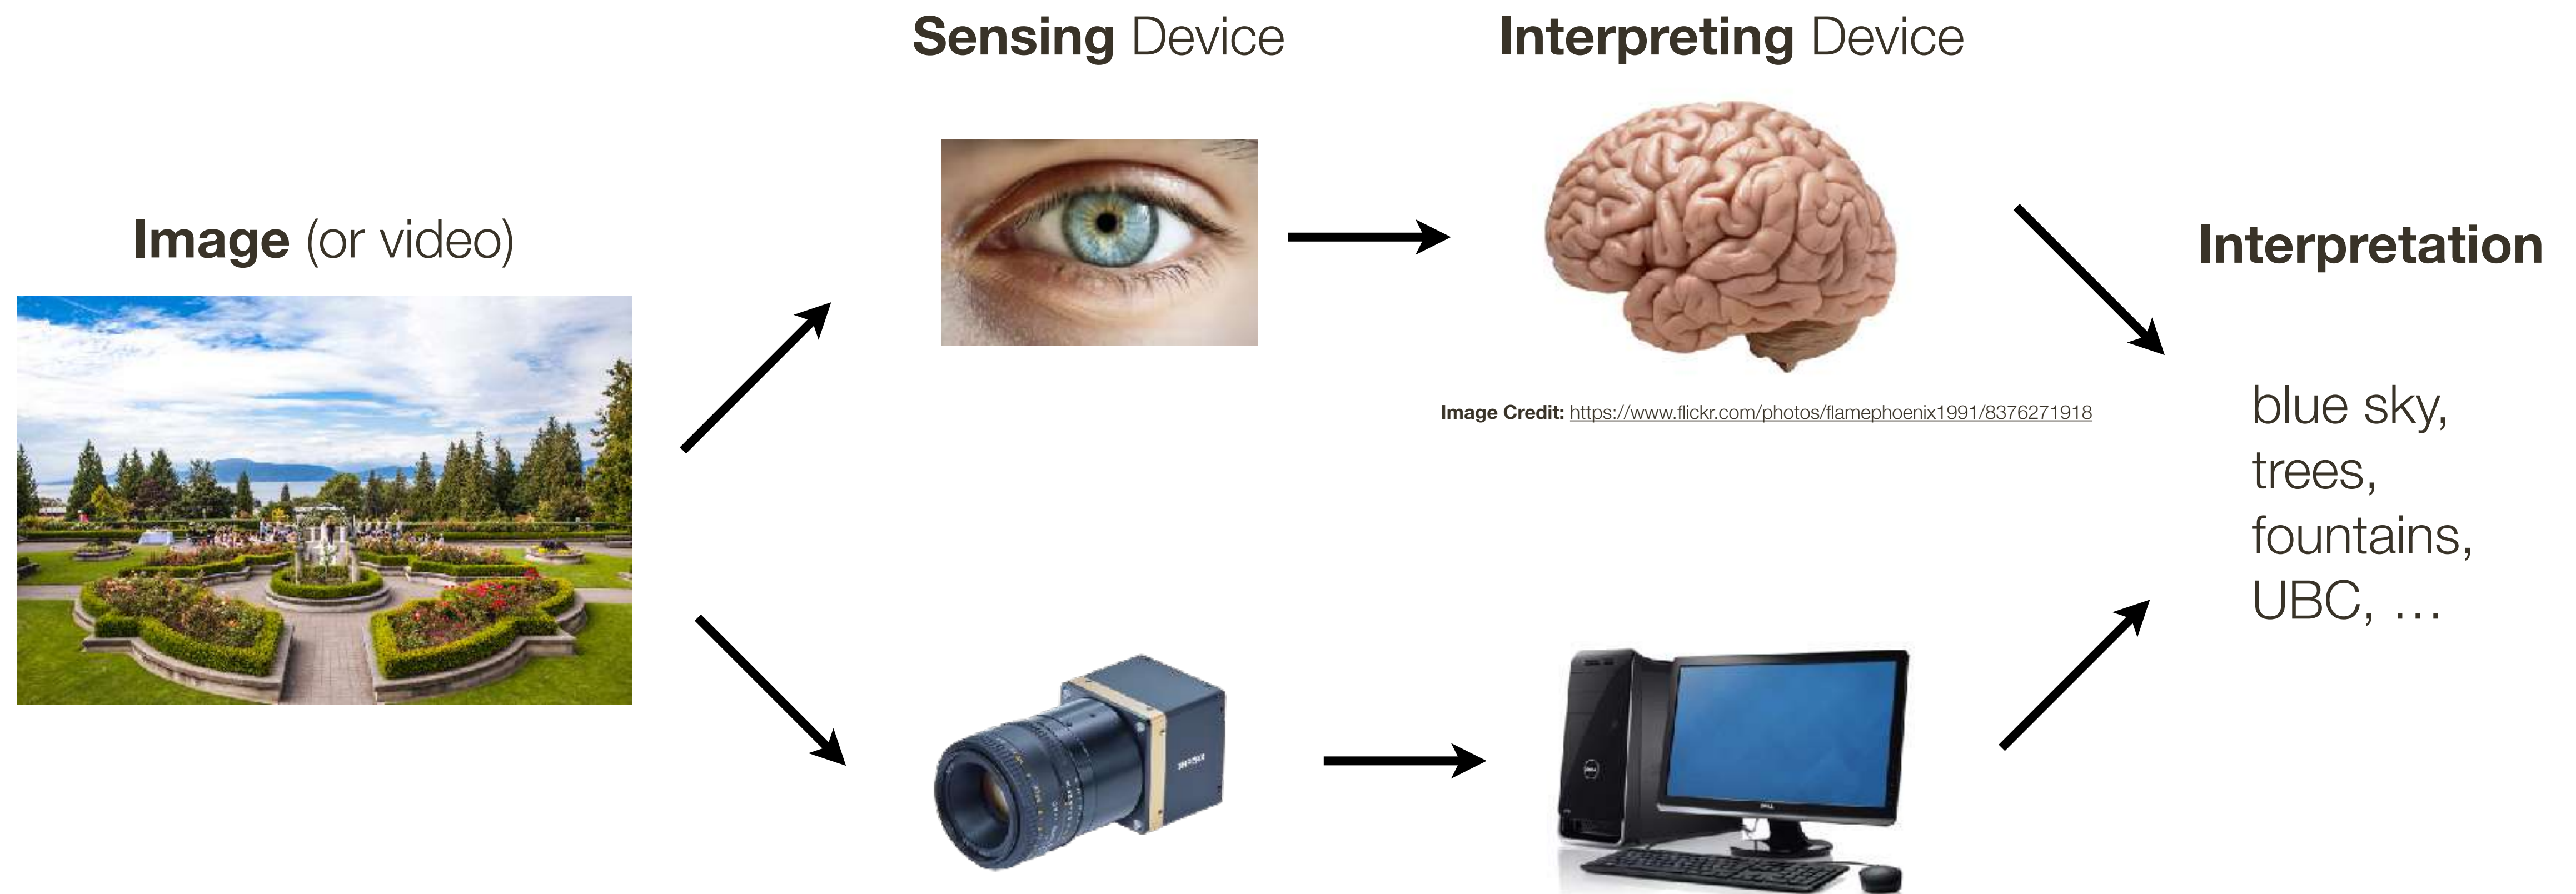 Sensing Device
Interpreting Device
Image (or video)
Interpretation
Image Credit: https://www.flickr.com/photos/flamephoenix1991/8376271918
blue sky,
trees,
fountains,
UBC, …
DELL